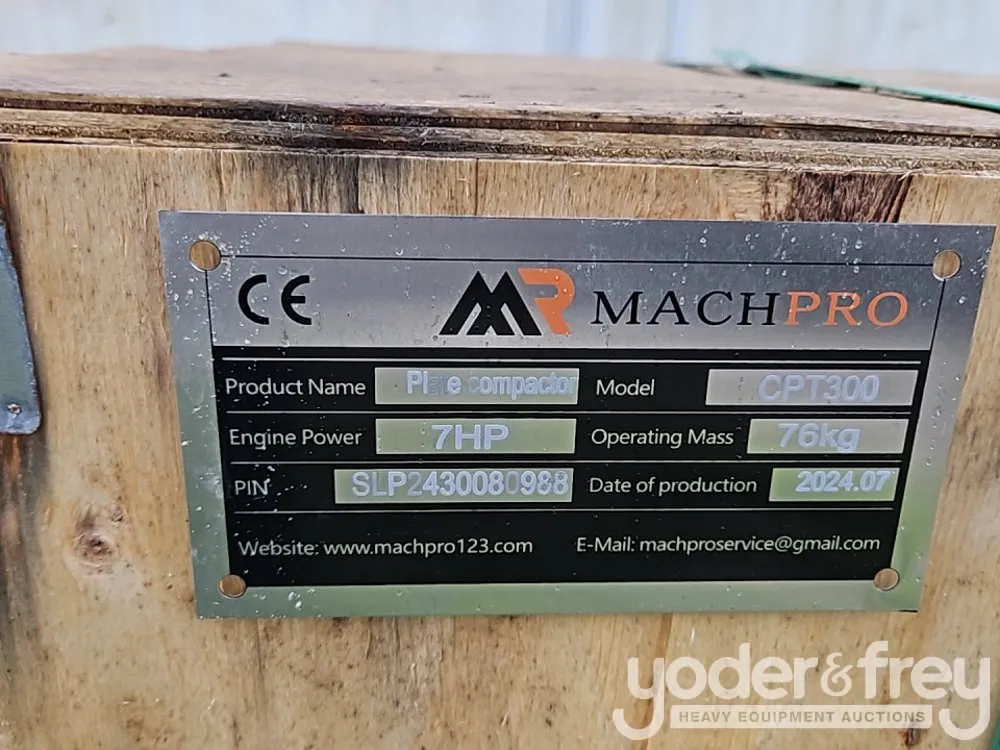 CE MR MACHPRO
Product Name Plate compactor Model CPT300
Engine Power 7HP Operating Mass 76kg
PIN SLP2430080988 Date of production 2024.07
Website: www.machpro123.com E-Mail: machproservice@gmail.com
yoder&frey
HEAVY EQUIPMENT AUCTIONS